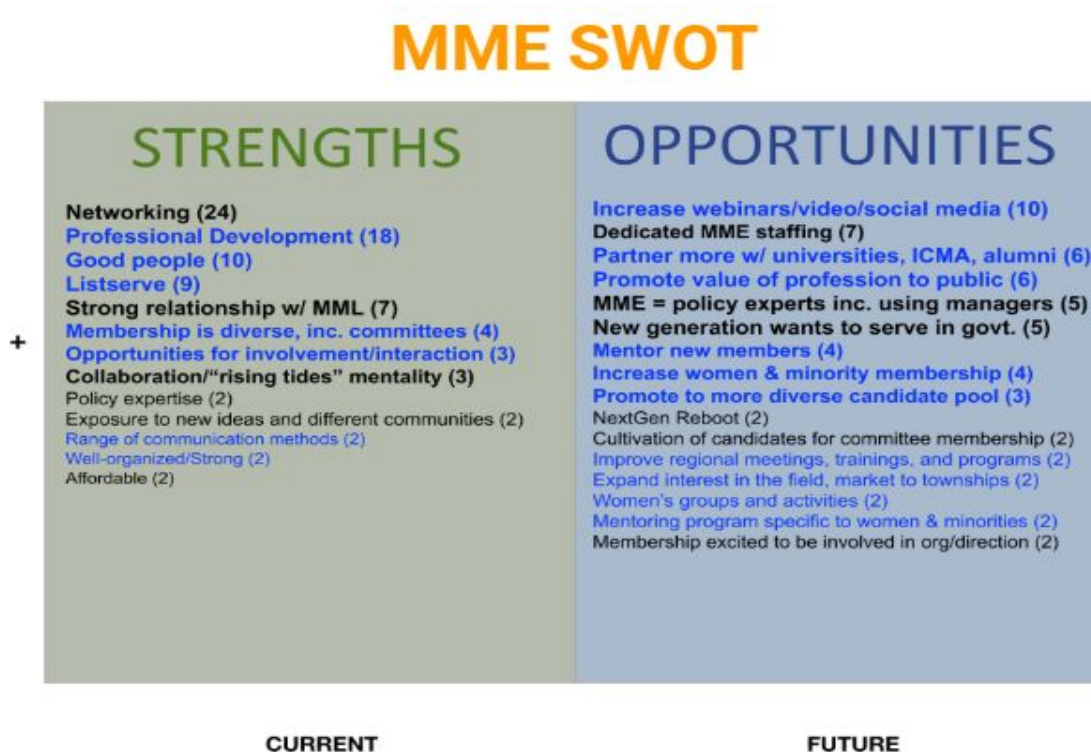 MME SWOT
STRENGTHS
Networking (24)
Professional Development (18)
Good people (10)
Listserve (9)
Strong relationship w/ MML (7)
Membership is diverse, inc. committees (4)
Opportunities for involvement/interaction (3)
Collaboration/“rising tides” mentality (3)
Policy expertise (2)
Exposure to new ideas and different communities (2)
Range of communication methods (2)
Well-organized/Strong (2)
Affordable (2)
OPPORTUNITIES
Increase webinars/video/social media (10)
Dedicated MME staffing (7)
Partner more w/ universities, ICMA, alumni (6)
Promote value of profession to public (6)
MME = policy experts inc. using managers (5)
New generation wants to serve in govt. (5)
Mentor new members (4)
Increase women & minority membership (4)
Promote to more diverse candidate pool (3)
NextGen Reboot (2)
Cultivation of candidates for committee membership (2)
Improve regional meetings, trainings, and programs (2)
Expand interest in the field, market to townships (2)
Women's groups and activities (2)
Mentoring program specific to women & minorities (2)
Membership excited to be involved in org/direction (2)
+
CURRENT
FUTURE